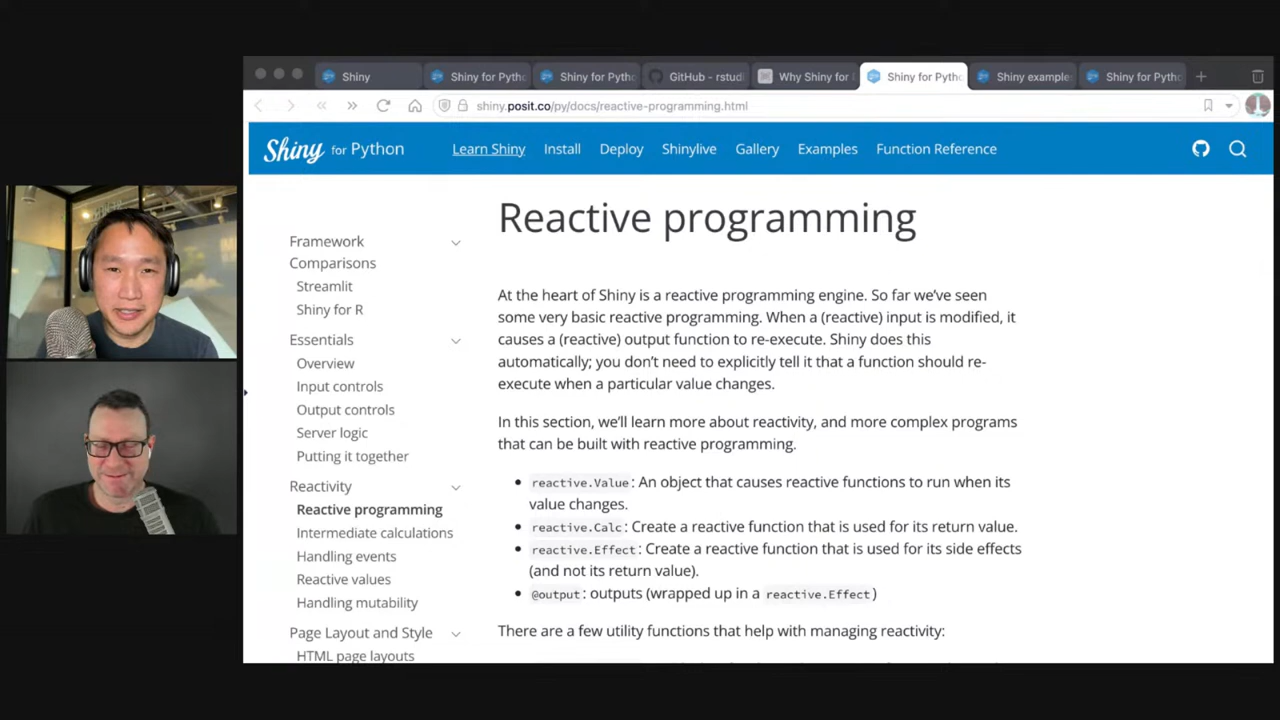 Shiny
Shiny for Pytho
Shiny for Pytho
GitHub - rstudi
Why Shiny for
Shiny for Pytho
Shiny example
Shiny for Pytho
shiny.posit.co/py/docs/reactive-programming.html
Shiny for Python
Learn Shiny
Install
Deploy
Shinylive
Gallery
Examples
Function Reference
Framework
Comparisons
Streamlit
Shiny for R
Essentials
Overview
Input controls
Output controls
Server logic
Putting it together
Reactivity
Reactive programming
Intermediate calculations
Handling events
Reactive values
Handling mutability
Page Layout and Style
HTML page layouts
Reactive programming
At the heart of Shiny is a reactive programming engine. So far we’ve seen
some very basic reactive programming. When a (reactive) input is modified, it
causes a (reactive) output function to re-execute. Shiny does this
automatically; you don’t need to explicitly tell it that a function should re-
execute when a particular value changes.
In this section, we’ll learn more about reactivity, and more complex programs
that can be built with reactive programming.
• reactive.Value: An object that causes reactive functions to run when its
value changes.
• reactive.Calc: Create a reactive function that is used for its return value.
• reactive.Effect: Create a reactive function that is used for its side effects
(and not its return value).
• @output: outputs (wrapped up in a reactive.Effect)
There are a few utility functions that help with managing reactivity: